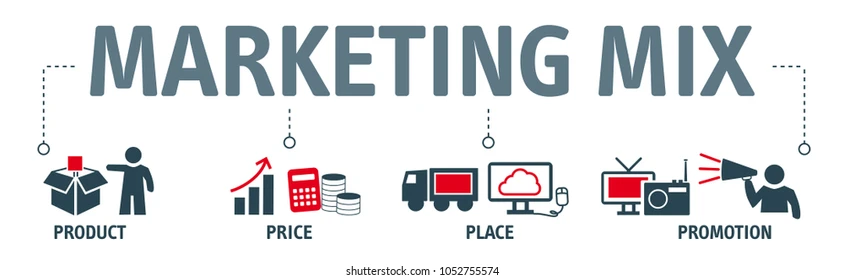 MARKETING MIX
PRODUCT PRICE PLACE PROMOTION
shutterstock.com · 1052755574